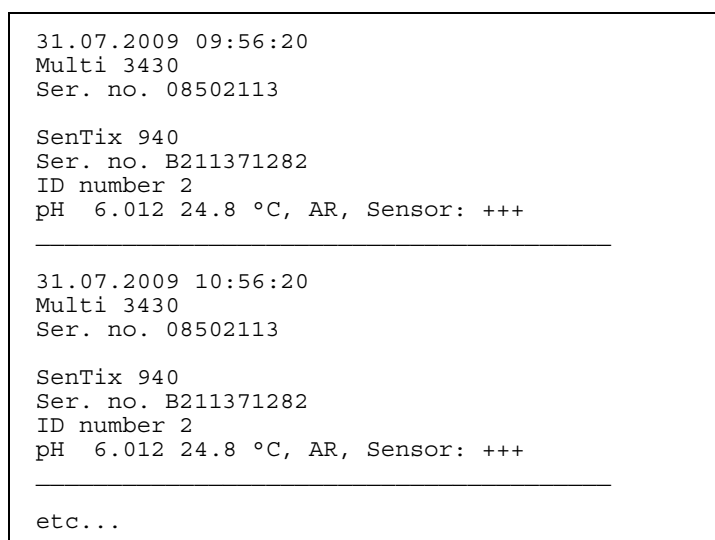 31.07.2009 09:56:20
Multi 3430
Ser. no. 08502113
SenTix 940
Ser. no. B211371282
ID number 2
pH  6.012 24.8 °C, AR, Sensor: +++
________________________________________
31.07.2009 10:56:20
Multi 3430
Ser. no. 08502113
SenTix 940
Ser. no. B211371282
ID number 2
pH  6.012 24.8 °C, AR, Sensor: +++
________________________________________
etc...